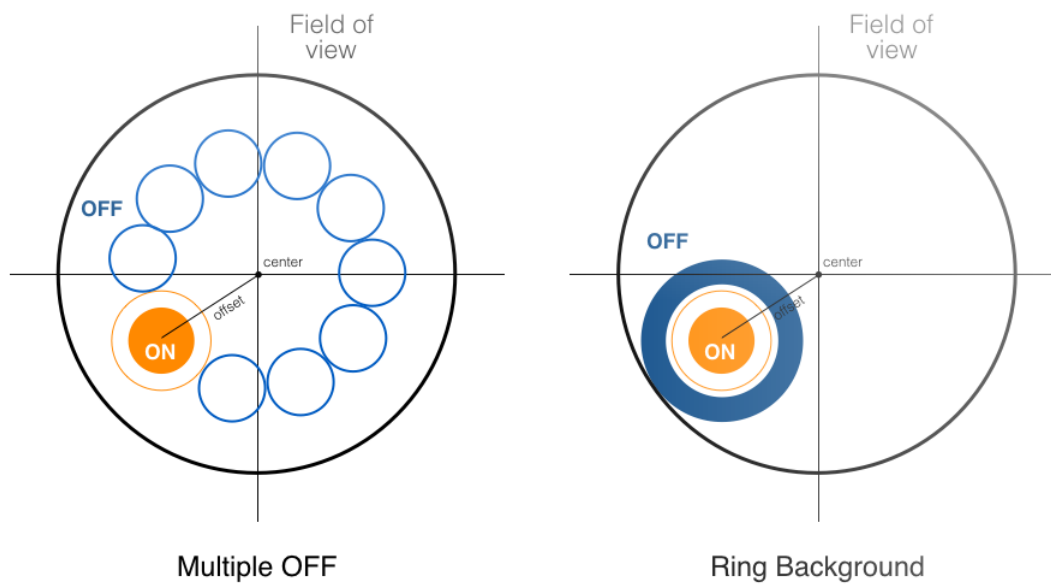 Field of
view
OFF
center
offset
ON
Multiple OFF
Field of
view
OFF
center
offset
ON
Ring Background